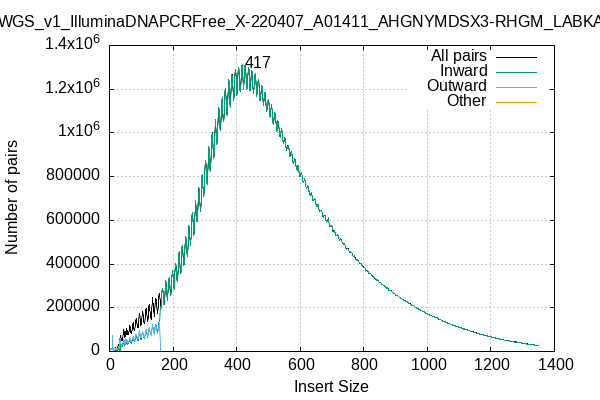 WGS_v1_IlluminaDNAPCRFree_X-220407_A01411_AHGNYMDSX3-RHGM_LABKA
1.4x10^6
1.2x10^6
1x10^6
800000
600000
400000
200000
0
Number of pairs
417
All pairs
Inward
Outward
Other
0 200 400 600 800 1000 1200 1400
Insert Size